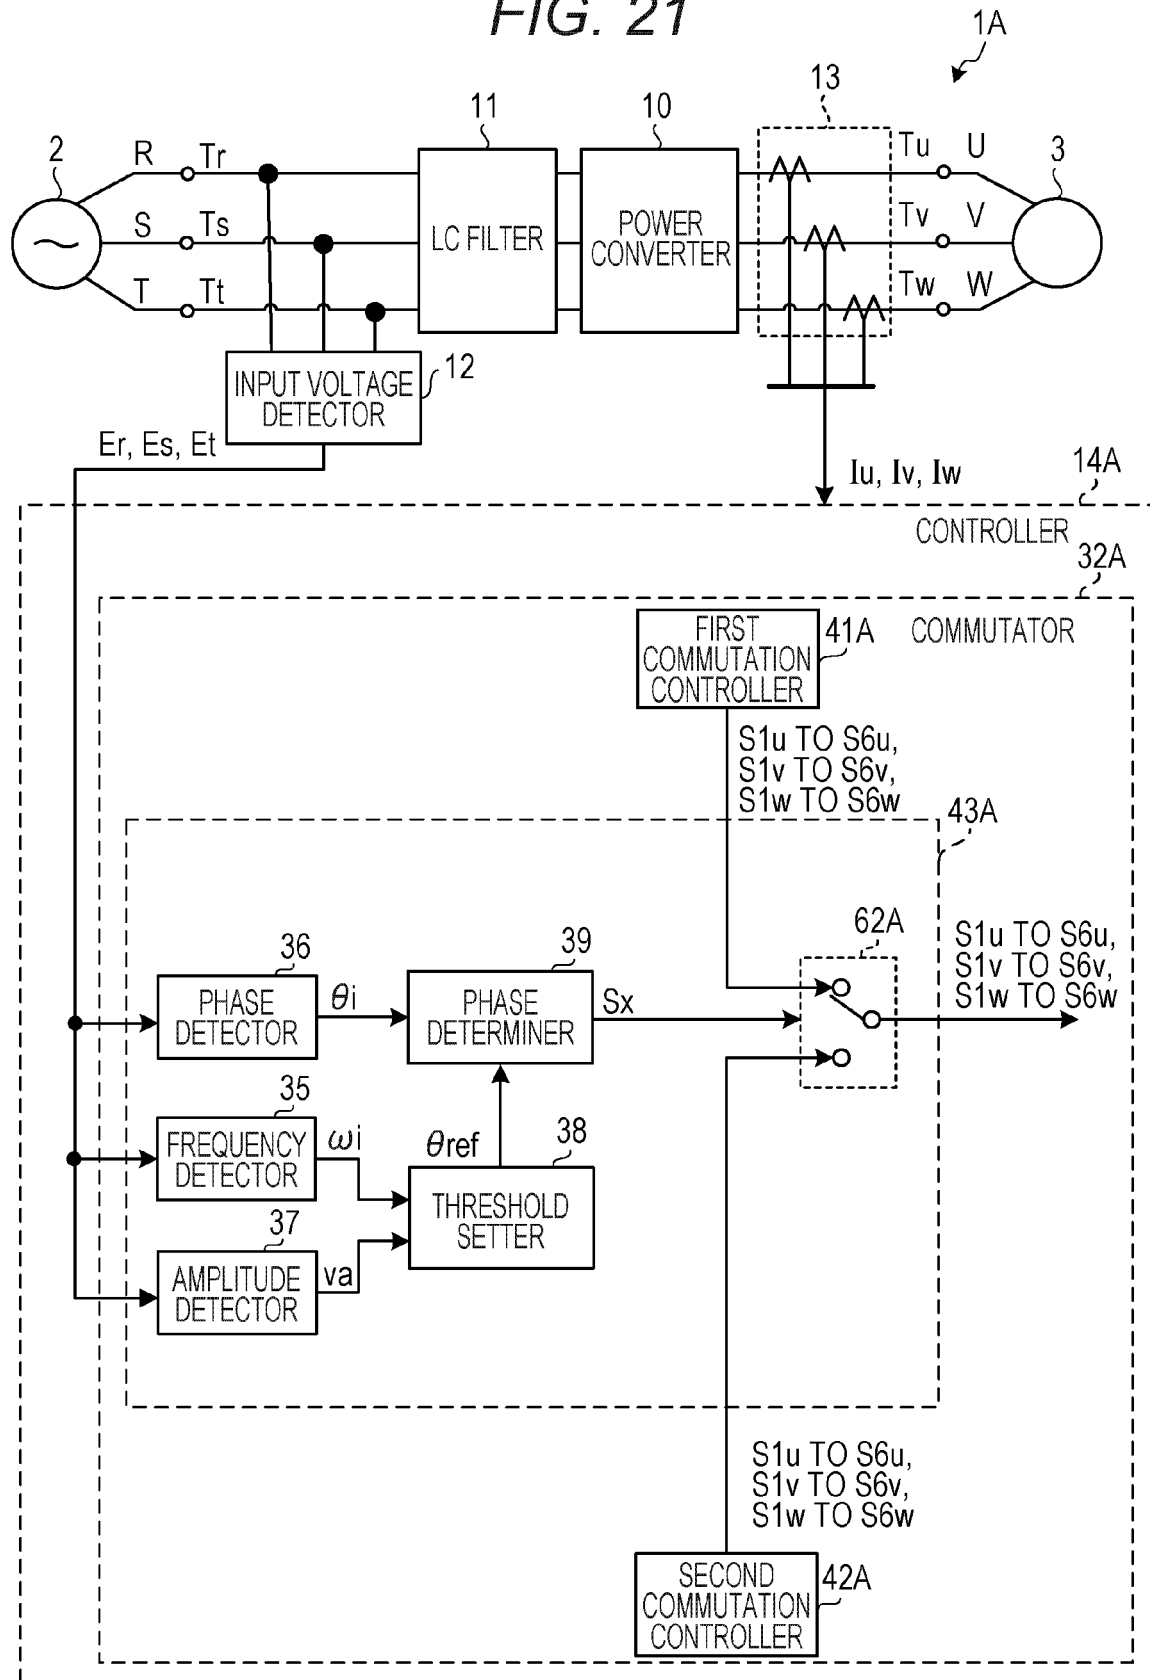 FIG. 21
1A
13
11
10
2
R
Tr
Tu
U
3
S
Ts
LC FILTER
POWER
CONVERTER
Tv
V
T
Tt
Tw
W
INPUT VOLTAGE
DETECTOR
12
Er, Es, Et
Iu, Iv, Iw
14A
CONTROLLER
32A
FIRST
COMMUTATION
CONTROLLER
41A
COMMUTATOR
S1u TO S6u,
S1v TO S6v,
S1w TO S6w
43A
62A
S1u TO S6u,
S1v TO S6v,
S1w TO S6w
36
39
PHASE
DETECTOR
θi
PHASE
DETERMINER
Sx
35
FREQUENCY
DETECTOR
ωi
θref
38
THRESHOLD
SETTER
37
AMPLITUDE
DETECTOR
va
S1u TO S6u,
S1v TO S6v,
S1w TO S6w
SECOND
COMMUTATION
CONTROLLER
42A